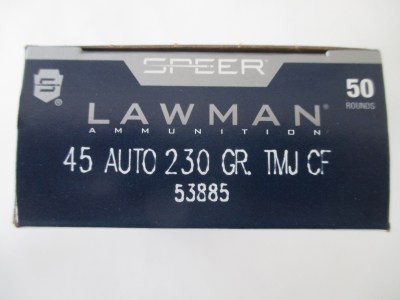 SPEER
50
ROUNDS
®
LAWMAN®
AMMUNITION
45 AUTO 230 GR. TMJ CF
53885